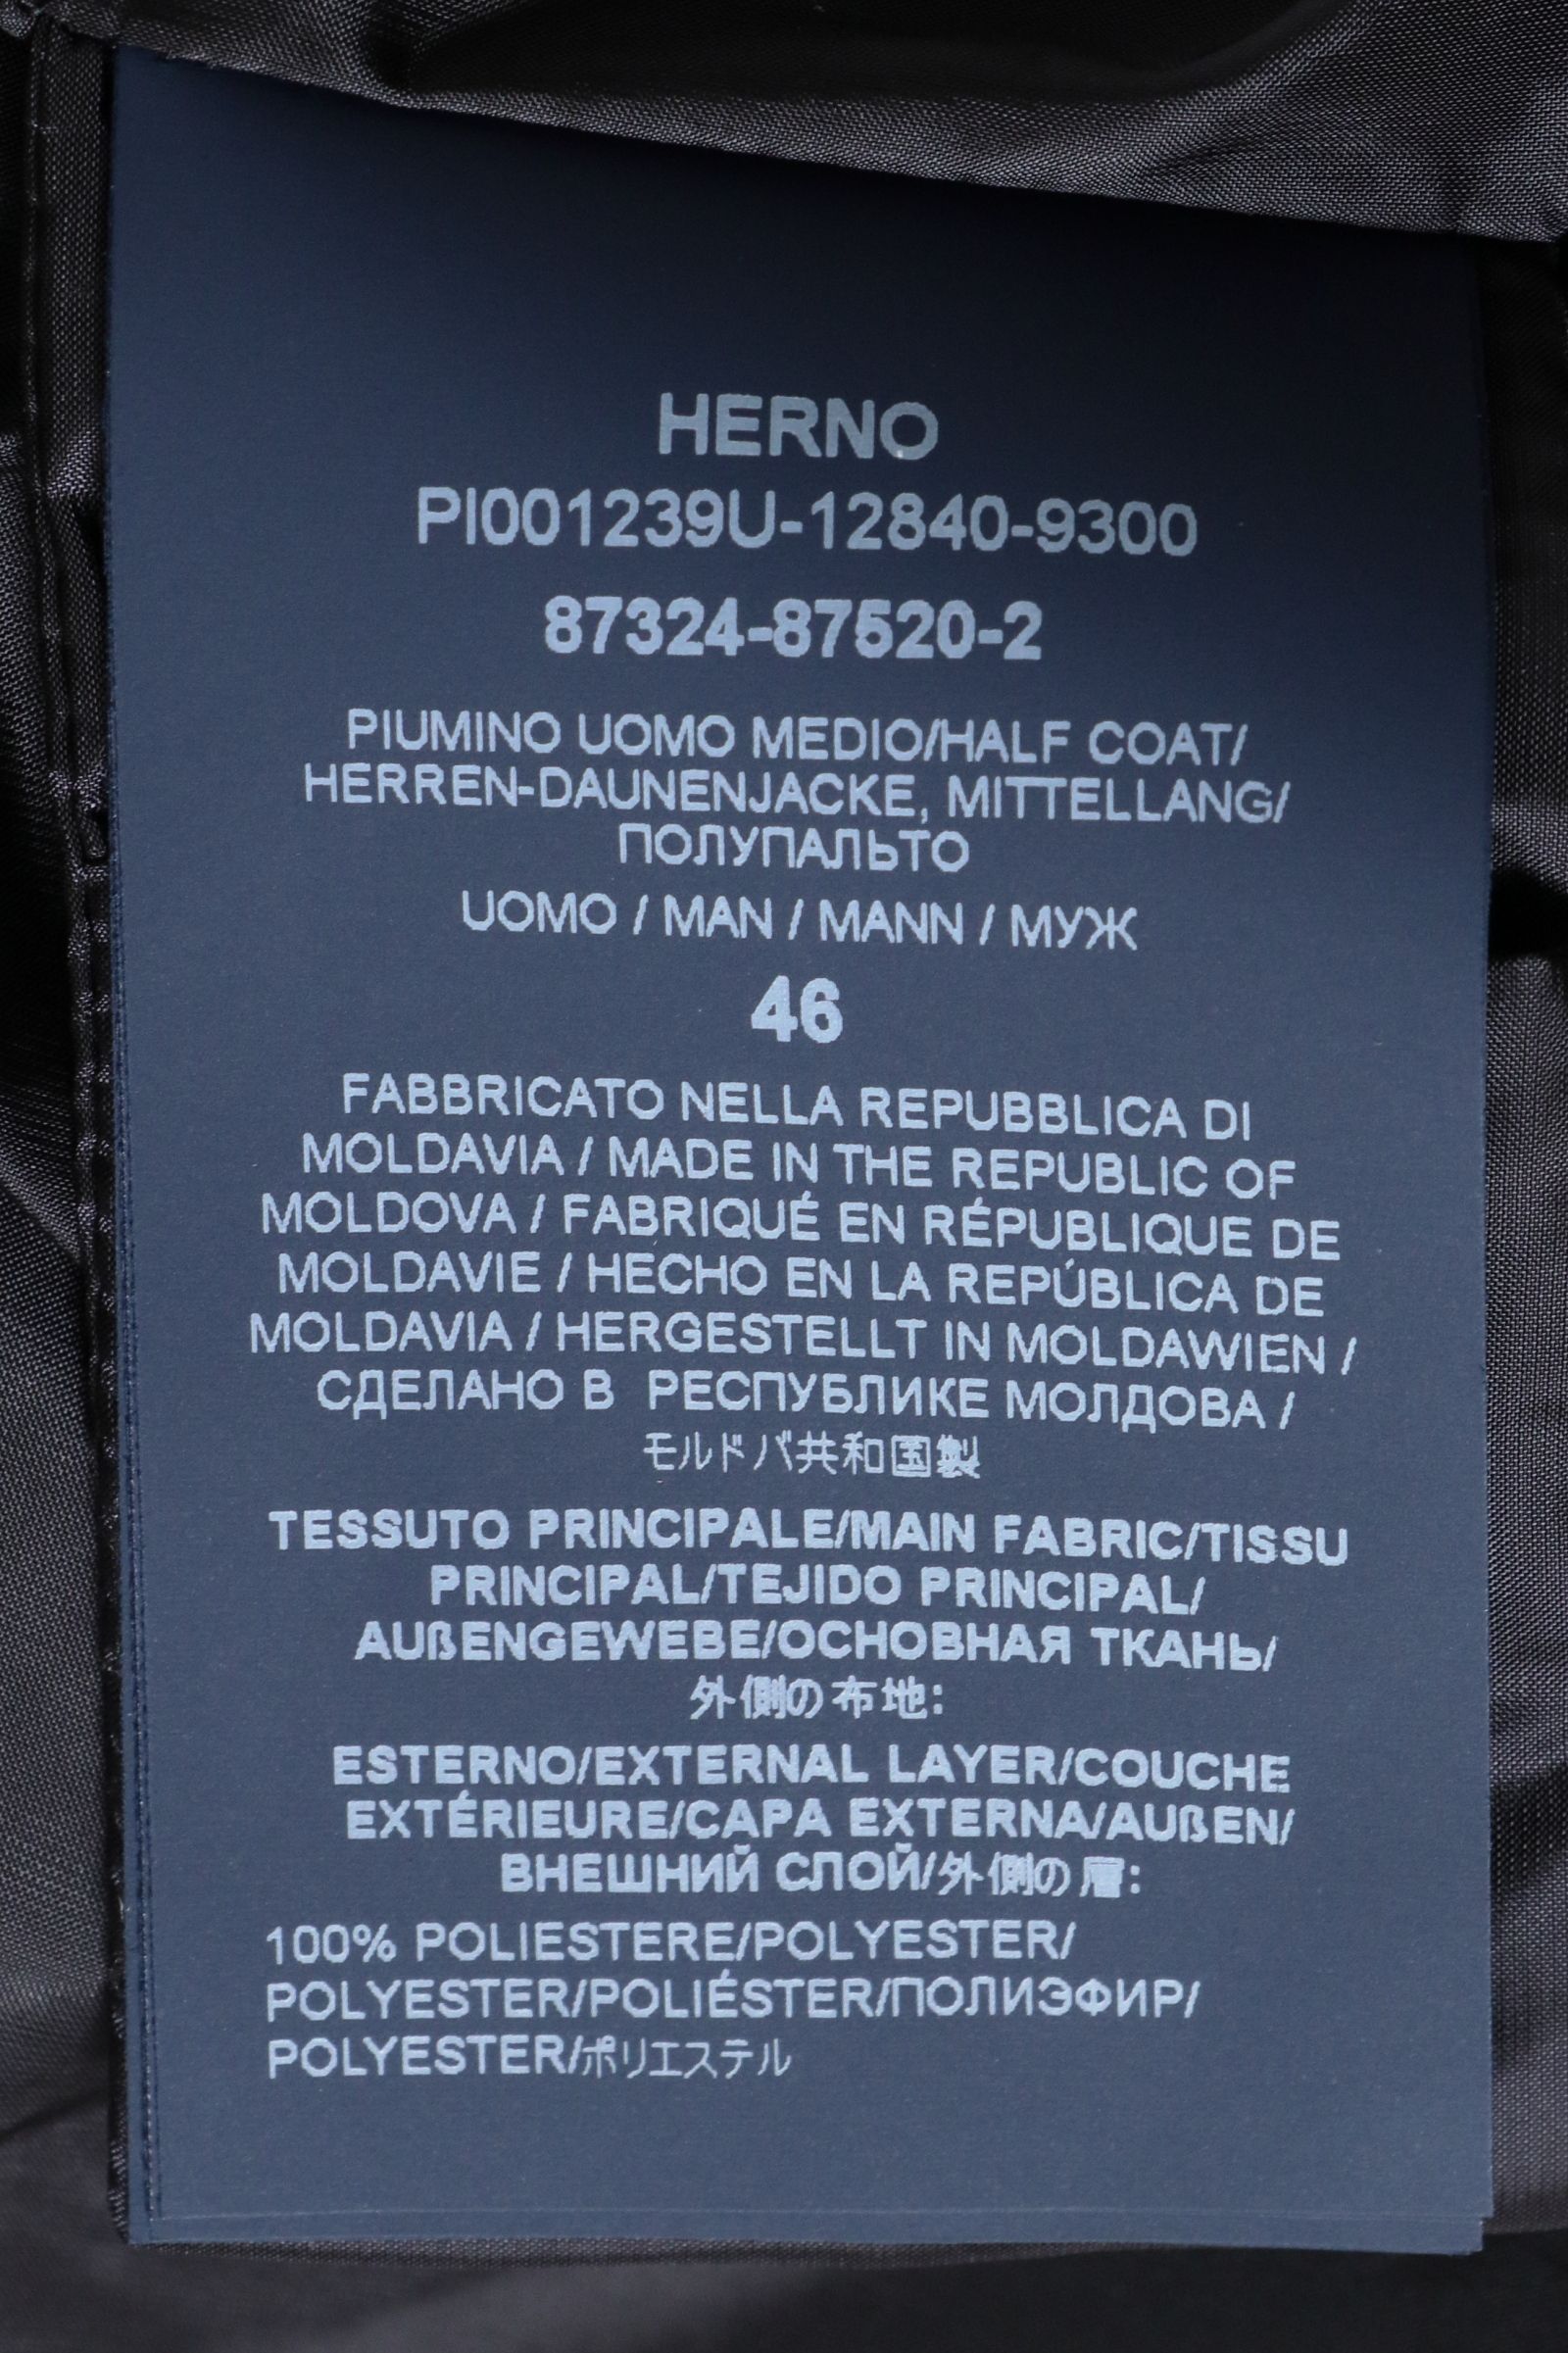 HERNO
PI001239U-12840-9300
87324-87520-2
PIUMINO UOMO MEDIO/HALF COAT/
HERREN-DAUNENJACKE, MITTELLANG/
ПОЛУПАЛЬТО
UOMO / MAN / MANN / МУЖ
46
FABBRICATO NELLA REPUBBLICA DI
MOLDAVIA / MADE IN THE REPUBLIC OF
MOLDOVA / FABRIQUÉ EN RÉPUBLIQUE DE
MOLDAVIE / HECHO EN LA REPÚBLICA DE
MOLDAVIA / HERGESTELLT IN MOLDAWIEN /
СДЕЛАНО В РЕСПУБЛИКЕ МОЛДОВА /
モルドバ共和国製
TESSUTO PRINCIPALE/MAIN FABRIC/TISSU
PRINCIPAL/TEJIDO PRINCIPAL/
AUßENGEWEBE/ОСНОВНАЯ ТКАНЬ/
外側の布地:
ESTERNO/EXTERNAL LAYER/COUCHE
EXTÉRIEURE/CAPA EXTERNA/AUßEN/
ВНЕШНИЙ СЛОЙ/外側の層:
100% POLIESTERE/POLYESTER/
POLYESTER/POLIÉSTER/ПОЛИЭФИР/
POLYESTER/ポリエステル